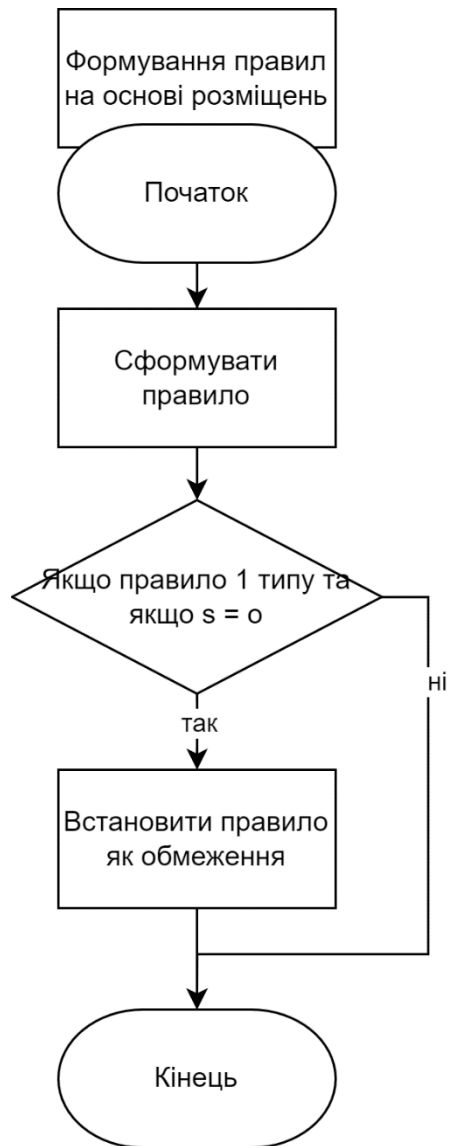 Формування правил
на основі розміщень
Початок
Сформувати
правило
Якщо правило 1 типу та
якщо s = o
ні
так
Встановити правило
як обмеження
Кінець